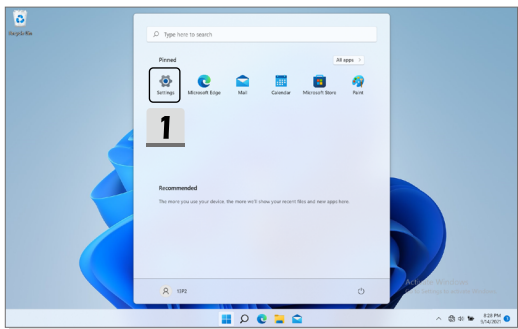 Recycle Bin
Type here to search
Pinned
All apps >
Settings
Microsoft Edge
Mail
Calendar
Microsoft Store
Paint
1
Recommended
The more you use your device, the more we'll show your recent files and new apps here.
Activate Windows
8:28 PM
5/14/2021